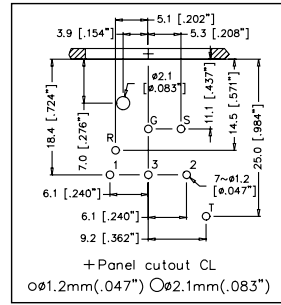 5.1 [.202"]
3.9 [.154"]
5.3 [.208"]
ø2.1
[ø.083"]
18.4 [.724"]
7.0 [.276"]
11.1 [.437"]
14.5 [.571"]
25.0 [.984"]
G
S
R
1
3
2
7~ø1.2
[ø.047"]
6.1 [.240"]
T
6.1 [.240"]
9.2 [.362"]
+Panel cutout CL
oø1.2mm(.047") Oø2.1mm(.083")